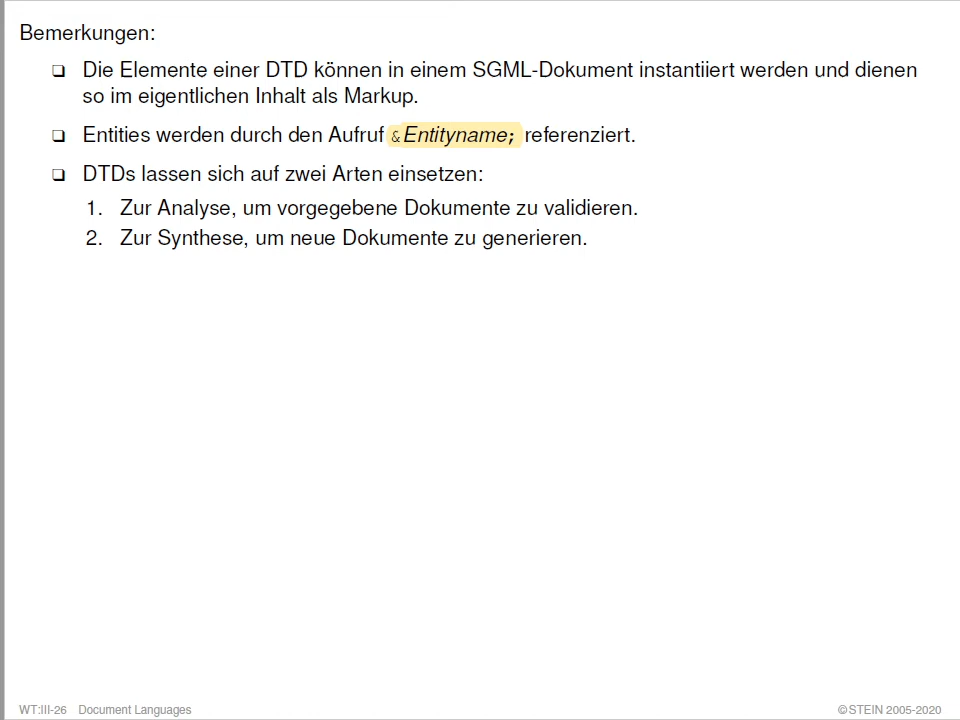 Bemerkungen:
❑ Die Elemente einer DTD können in einem SGML-Dokument instantiiert werden und dienen
so im eigentlichen Inhalt als Markup.
❑ Entities werden durch den Aufruf &Entityname; referenziert.
❑ DTDs lassen sich auf zwei Arten einsetzen:
1. Zur Analyse, um vorgegebene Dokumente zu validieren.
2. Zur Synthese, um neue Dokumente zu generieren.
WT:III-26 Document Languages
©STEIN 2005-2020